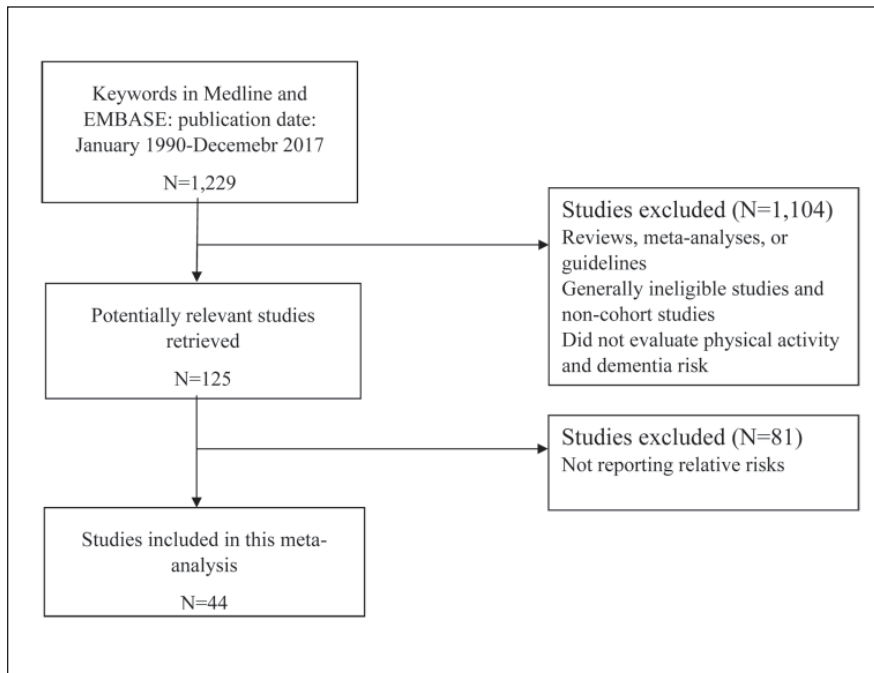 Keywords in Medline and
EMBASE: publication date:
January 1990-Decemebr 2017
N=1,229
Studies excluded (N=1,104)
Reviews, meta-analyses, or
guidelines
Generally ineligible studies and
non-cohort studies
Did not evaluate physical activity
and dementia risk
Potentially relevant studies
retrieved
N=125
Studies excluded (N=81)
Not reporting relative risks
Studies included in this meta-
analysis
N=44